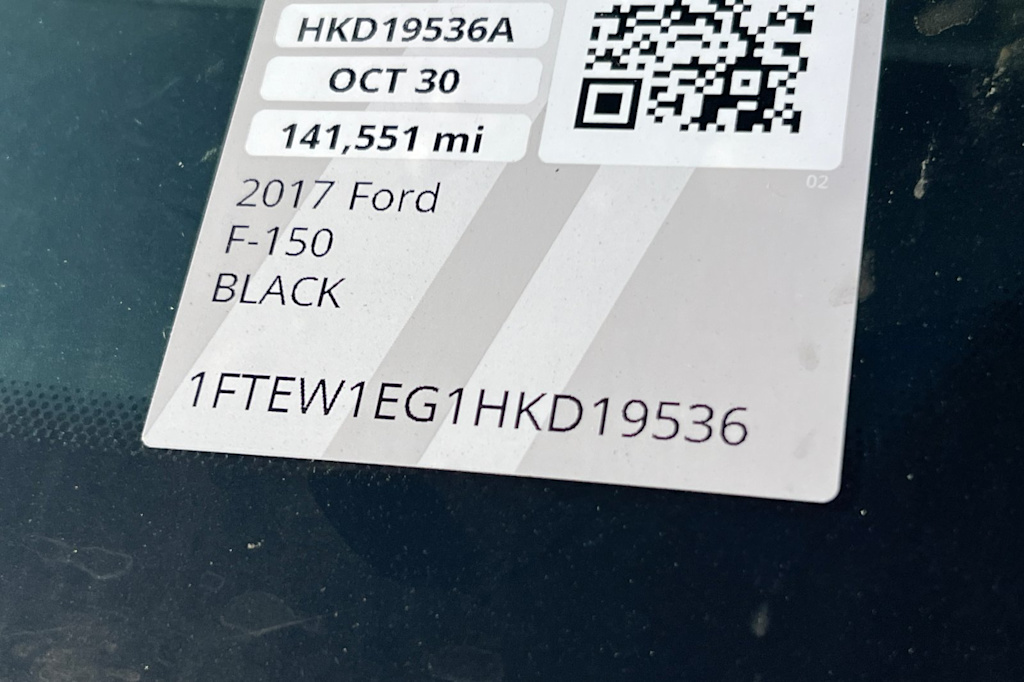 HKD19536A
OCT 30
141,551 mi
02
2017 Ford
F-150
BLACK
1FTEW1EG1HKD19536